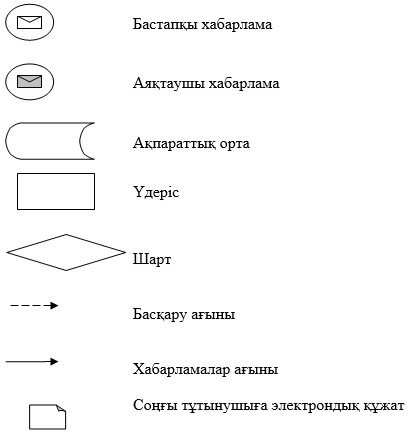 Бастапқы хабарлама
Аяқтаушы хабарлама
Ақпараттық орта
Үдеріс
Шарт
Басқару ағыны
Хабарламалар ағыны
Соңғы тұтынушыға электрондық құжат